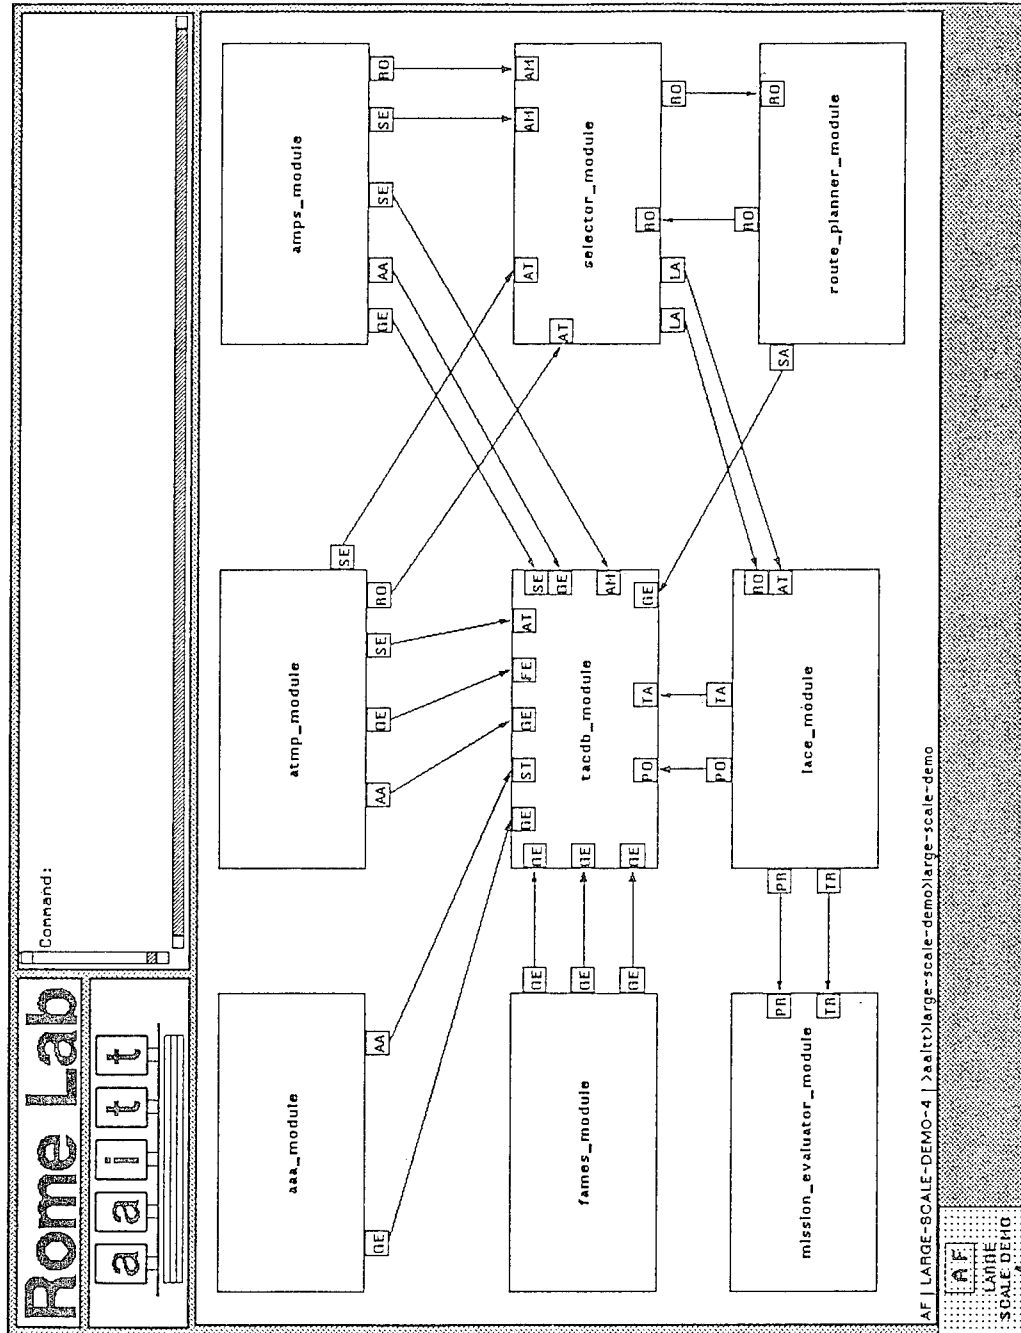 Rome Lab
a a i t t
Command:
aaa_module
atmp_module
amps_module
SE
GE
AA
AA
GE
SE
RO
GE
AA
SE
SE
RO
GE
ST
GE
FE
AT
AT
AM
AM
fames_module
tacdb_module
selector_module
GE
GE
GE
GE
GE
GE
SE
GE
AM
GE
AT
PO
TA
RO
LA
LA
RO
PO
TA
RO
RO
mission_evaluator_module
lace_module
route_planner_module
PR
TR
PR
TR
RO
AT
SA
AF | LARGE-SCALE-DEMO-4 | >aaitt>large-scale-demo>large-scale-demo
AF
LARGE
SCALE DEMO
4